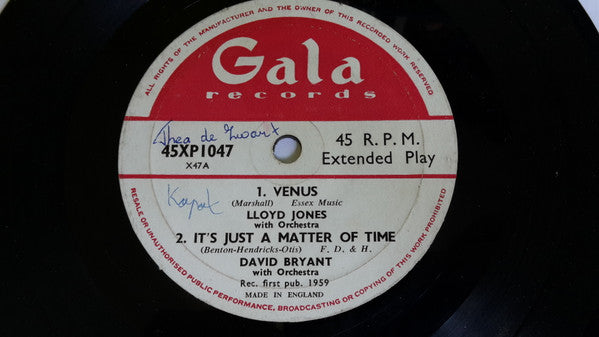 ALL RIGHTS OF THE MANUFACTURER AND THE OWNER OF THIS RECORDED WORK RESERVED.
Gala
records
Thea de Zwart
45XP1047
X47A
45 R.P.M.
Extended Play
1. VENUS
(Marshall) Essex Music
LLOYD JONES
with Orchestra
2. IT'S JUST A MATTER OF TIME
(Benton-Hendricks-Otis) F. D. & H.
DAVID BRYANT
with Orchestra
Rec. first pub. 1959
MADE IN ENGLAND
RESALE OR UNAUTHORISED PUBLIC PERFORMANCE, BROADCASTING OR COPYING OF THIS WORK PROHIBITED